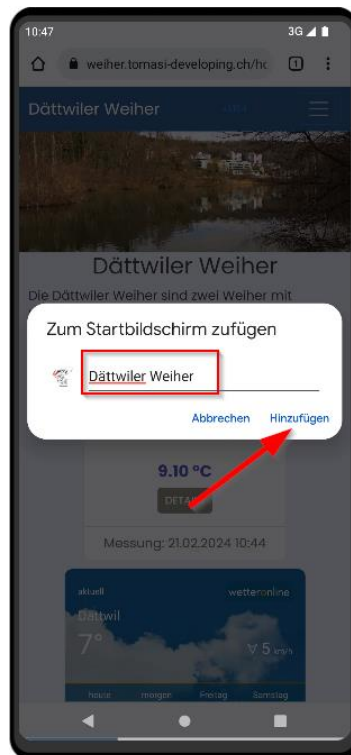 10:47
3G
weiher.tomasi-developing.ch/hc
1
Dättwiler Weiher
Dättwiler Weiher
Die Dättwiler Weiher sind zwei Weiher mit
Zum Startbildschirm zufügen
Dättwiler Weiher
Abbrechen Hinzufügen
9.10 °C
Messung: 21.02.2024 10:44
aktuell wetteronline
Dättwil
7° 5 km/h
heute morgen Freitag Samstag